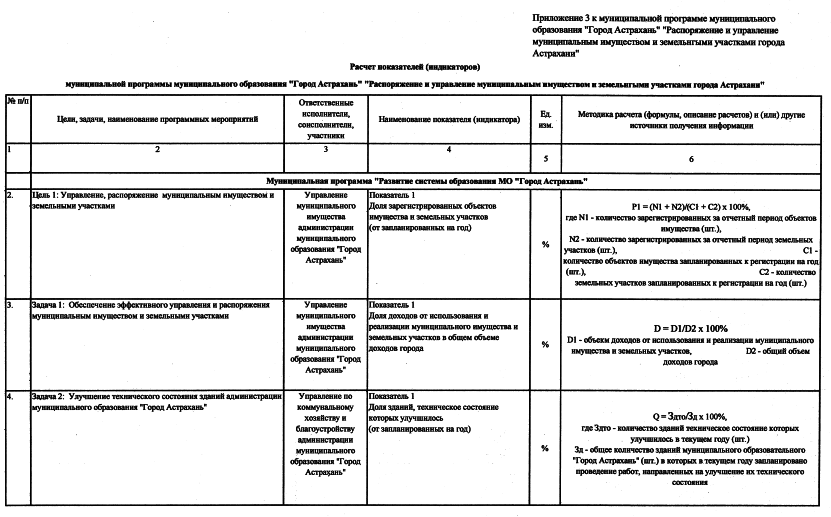 Приложение 3 к муниципальной программе муниципального
образования "Город Астрахань" "Распоряжение и управление
муниципальным имуществом и земельнгыми участками города
Астрахани"
Расчет показателей (индикаторов)
муниципальной программы муниципального образования "Город Астрахань" "Распоряжение и управление муниципальным имуществом и земельнгыми участками города Астрахани"
№ п/п
Цели, задачи, наименование программных мероприятий
Ответственные
исполнители,
соисполнители,
участники
Наименование показателя (индикатора)
Ед.
изм.
Методика расчета (формулы, описание расчетов) и (или) другие
источники получения информации
1
2
3
4
5
6
Муниципальная программа "Развитие системы образования МО "Город Астрахань"
2.
Цель 1: Управление, распоряжение муниципальным имуществом и
земельными участками
Управление
муниципального
имущества
администрации
муниципального
образования "Город
Астрахань"
Показатель 1
Доля зарегистрированных объектов
имущества и земельных участков
(от запланированных на год)
%
P1 = (N1 + N2)/(C1 + C2) х 100%,
где N1 - количество зарегистрированных за отчетный период объектов
имущества (шт.),
N2 - количество зарегистрированных за отчетный период земельных
участков (шт.), C1 -
количество объектов имущества запланированных к регистрации на год
(шт.), C2 - количество
земельных участков запланированных к регистрации на год (шт.)
3.
Задача 1: Обеспечение эффективного управления и распоряжения
муниципальным имуществом и земельными участками
Управление
муниципального
имущества
администрации
муниципального
образования "Город
Астрахань"
Показатель 1
Доля доходов от использования и
реализации муниципального имущества и
земельных участков в общем объеме
доходов города
%
D = D1/D2 х 100%
D1 - объекм доходов от использования и реализации муниципального
имущества и земельных участков, D2 - общий объем
доходов города
4.
Задача 2: Улучшение технического состояния зданий администрации
муниципального образования "Город Астрахань"
Управление по
коммунальному
хозяйству и
благоустройству
администрации
муниципального
образования "Город
Астрахань"
Показатель 1
Доля зданий, техническое состояние
которых улучшилось
(от запланированных на год)
%
Q = Здто/Зд х 100%,
где Здто - количество зданий техническое состояние которых
улучшилось в текущем году (шт.)
Зд - общее количество зданий муниципального образовательного
"Город Астрахань" (шт.) в которых в текущем году запланировано
проведение работ, направленных на улучшение их технического
состояния